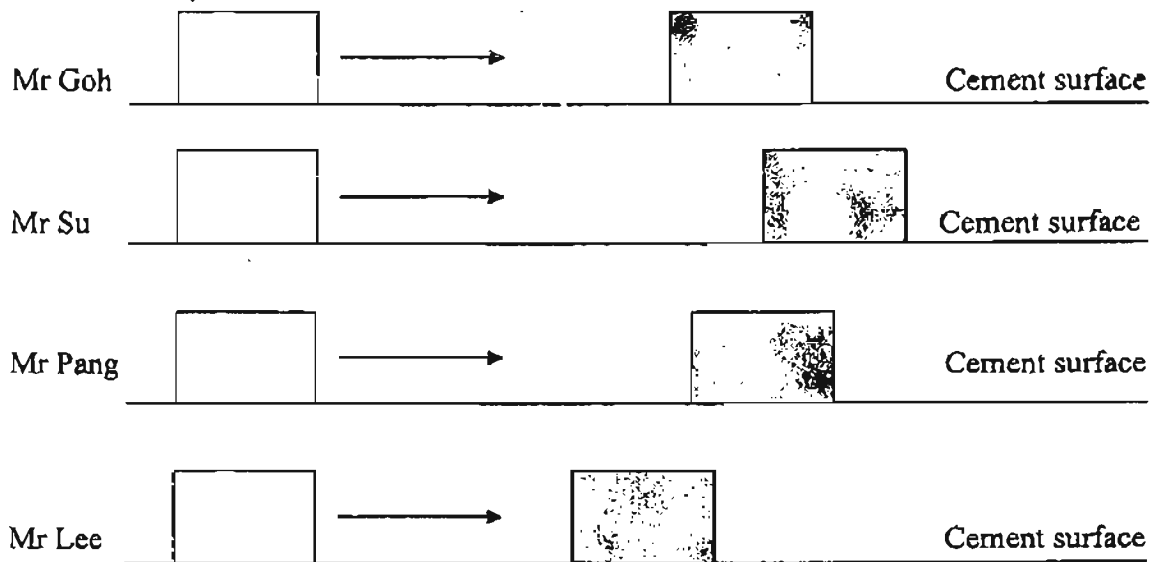 Mr Goh Cement surface
Mr Su Cement surface
Mr Pang Cement surface
Mr Lee Cement surface